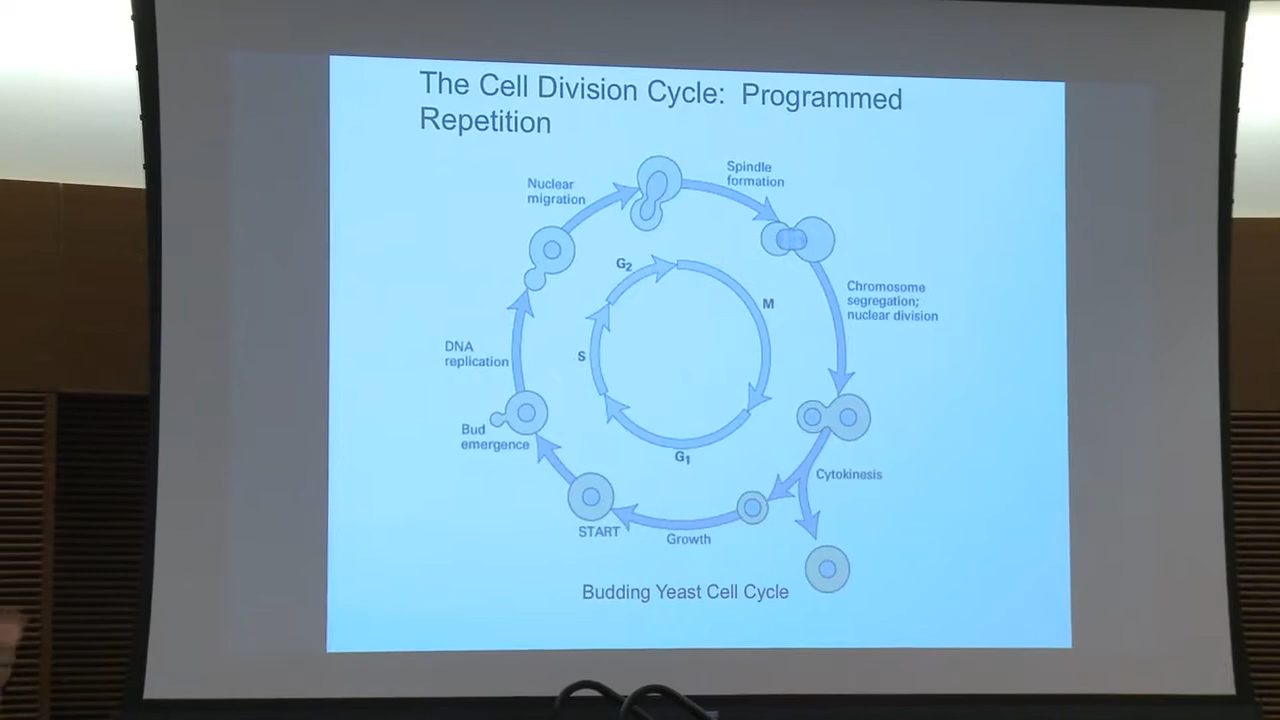 The Cell Division Cycle: Programmed
Repetition
Nuclear
migration
Spindle
formation
G₂
M
Chromosome
segregation;
nuclear division
DNA
replication
S
Bud
emergence
G₁
Cytokinesis
START
Growth
Budding Yeast Cell Cycle